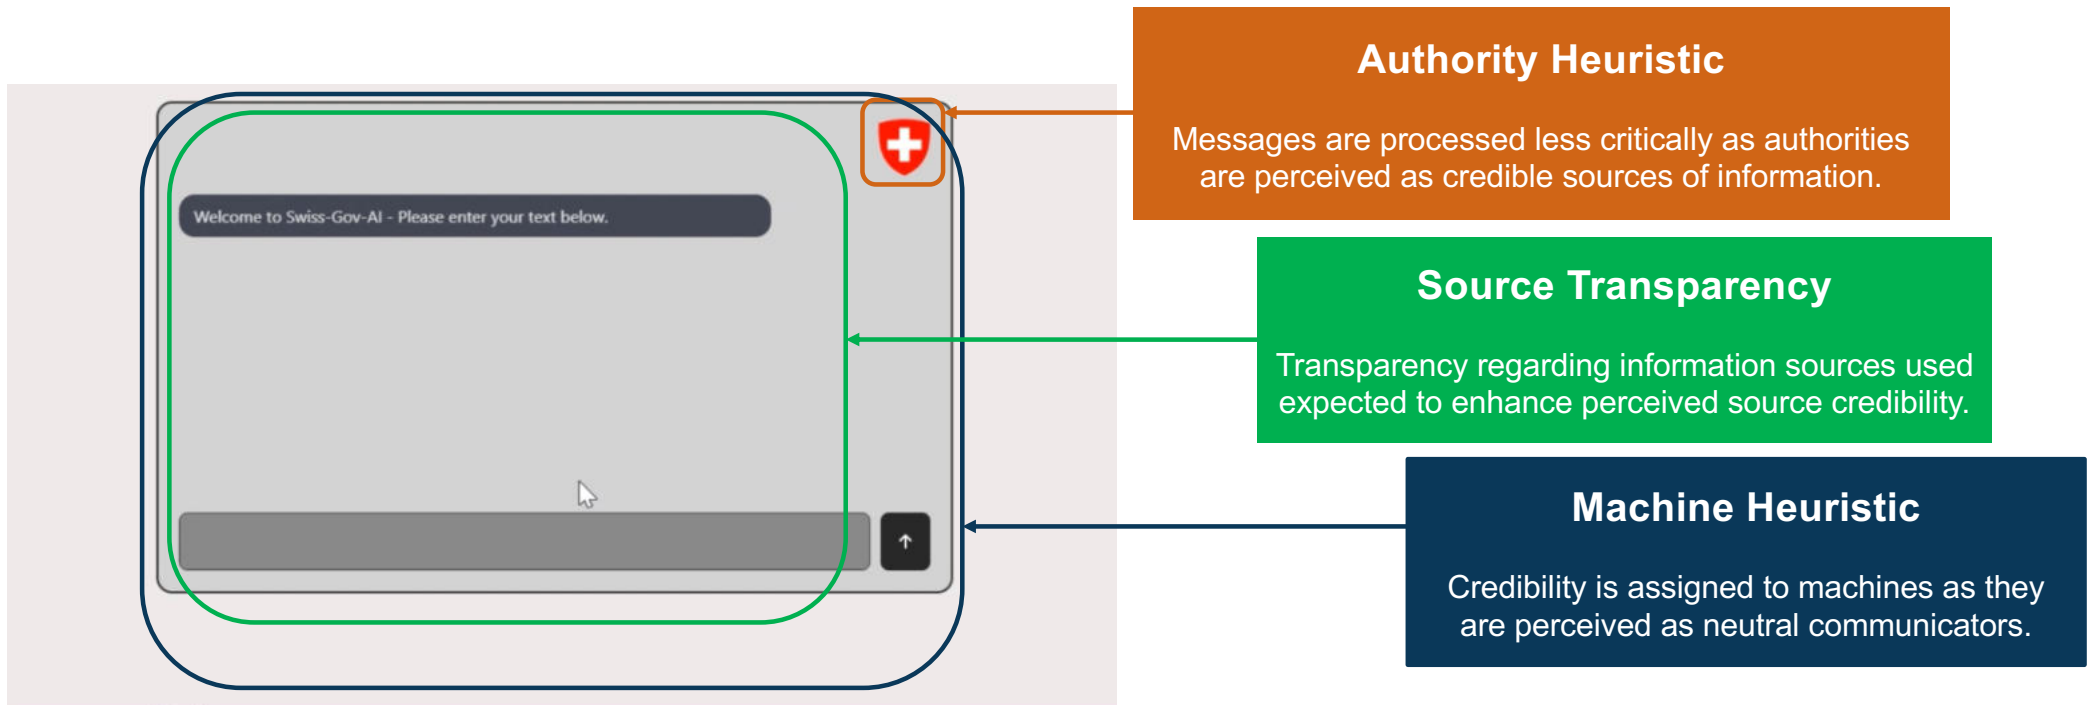 Authority Heuristic
Messages are processed less critically as authorities
are perceived as credible sources of information.
Welcome to Swiss-Gov-AI - Please enter your text below.
Source Transparency
Transparency regarding information sources used
expected to enhance perceived source credibility.
Machine Heuristic
Credibility is assigned to machines as they
are perceived as neutral communicators.